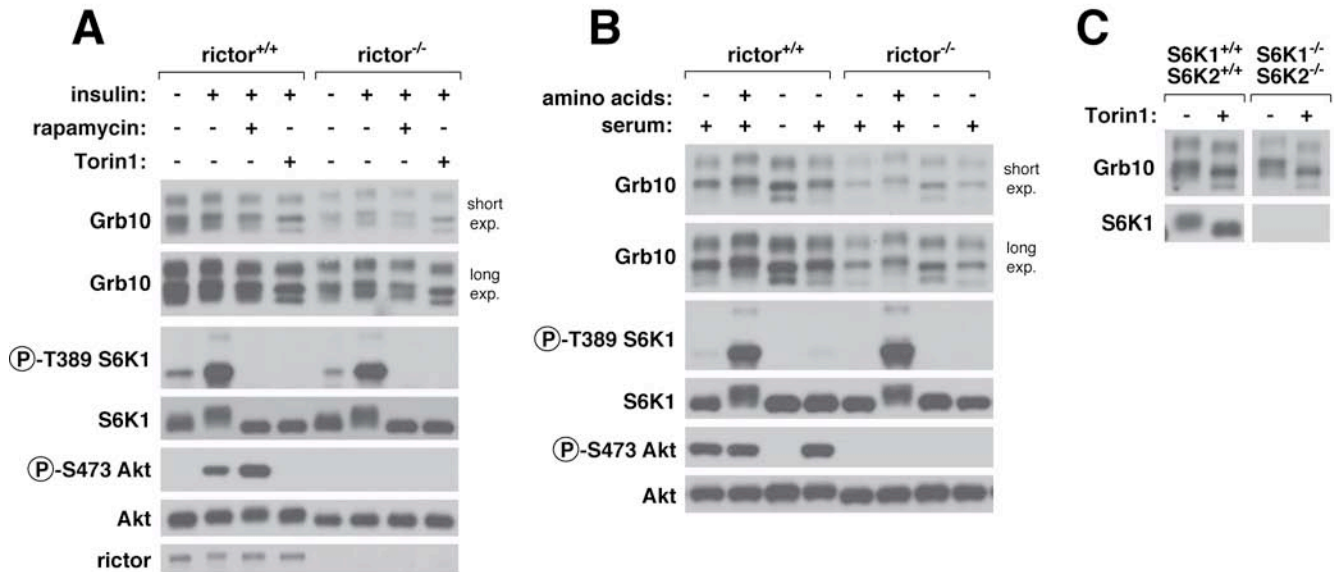 A
rictor+/+ rictor-/-
insulin: - + + + - + + +
rapamycin: - - + - - - + -
Torin1: - - - + - - - +
Grb10 short exp.
Grb10 long exp.
P-T389 S6K1
S6K1
P-S473 Akt
Akt
rictor
B
rictor+/+ rictor-/-
amino acids: - + - - - + - -
serum: + + - + + + - +
Grb10 short exp.
Grb10 long exp.
P-T389 S6K1
S6K1
P-S473 Akt
Akt
C
S6K1+/+ S6K1-/-
S6K2+/+ S6K2-/-
Torin1: - + - +
Grb10
S6K1